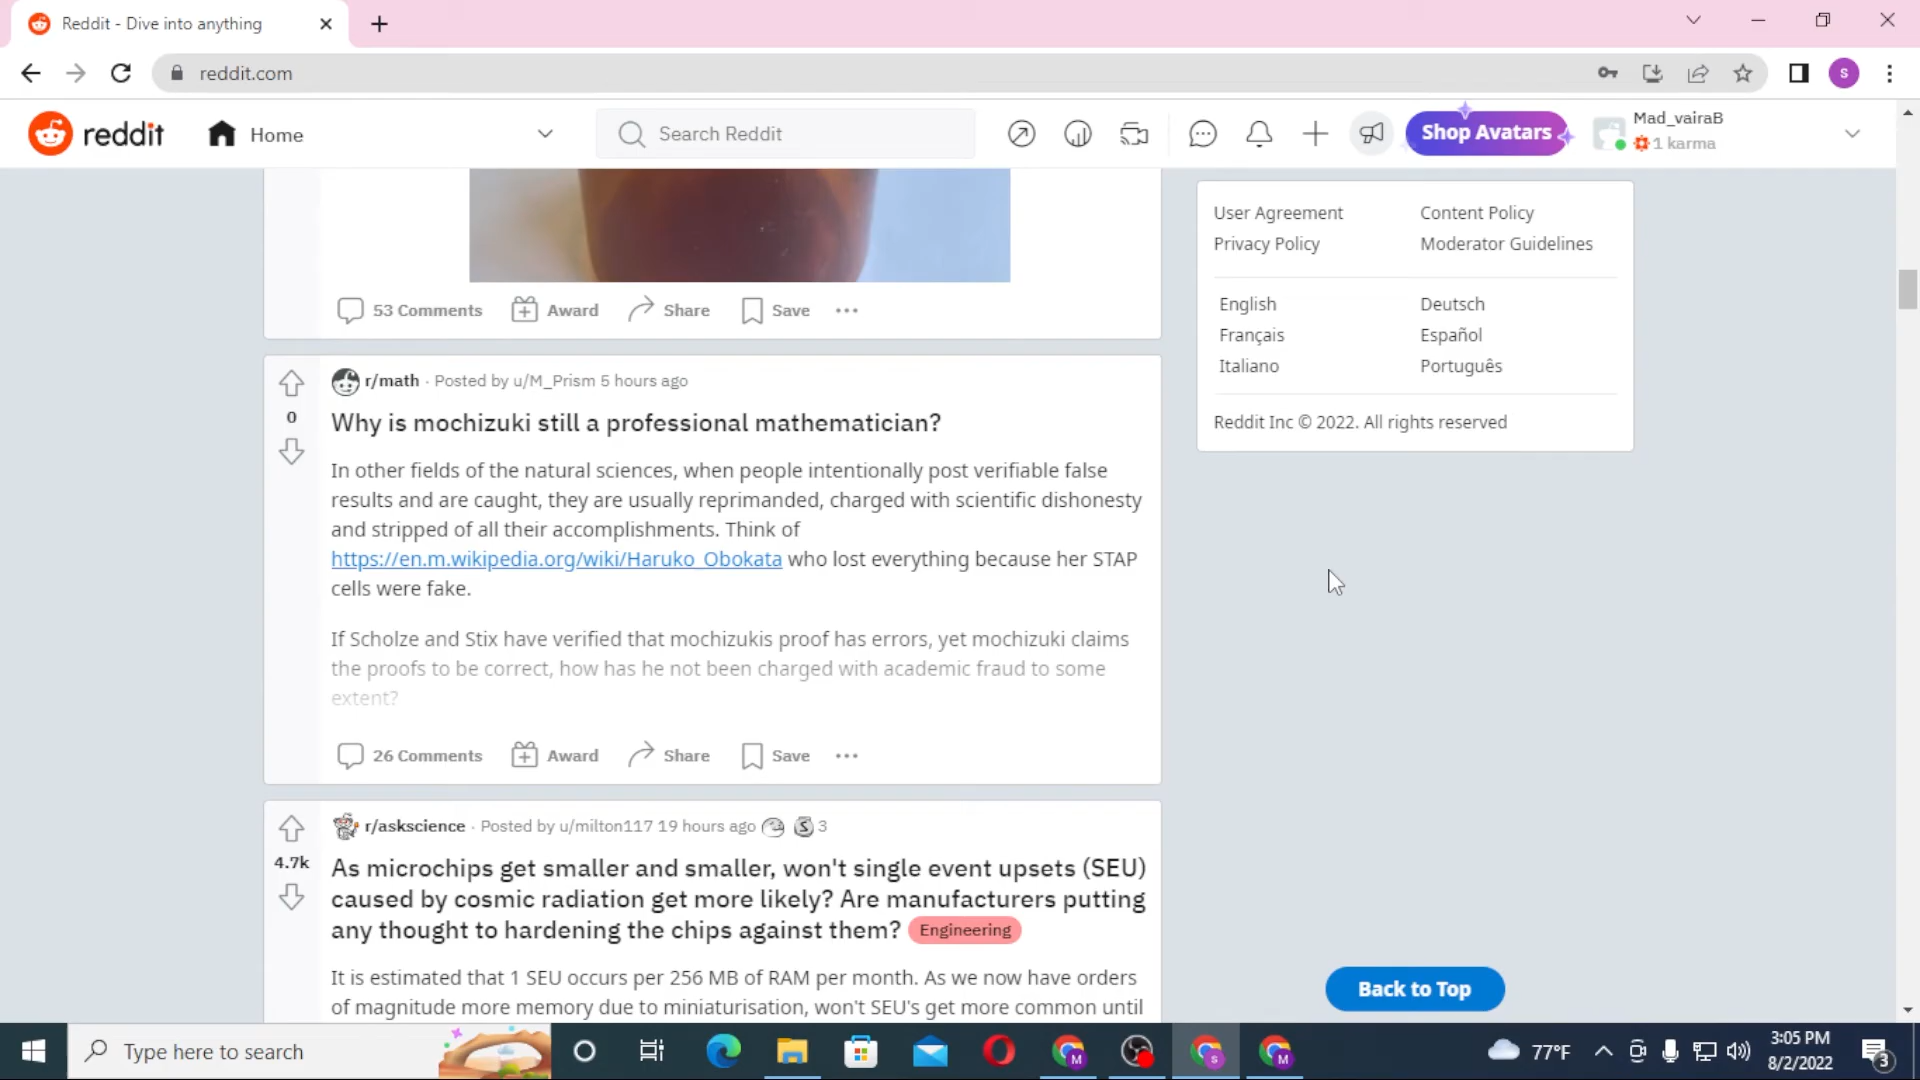 Reddit - Dive into anything
reddit.com
S
reddit
Home
Search Reddit
Shop Avatars
Mad_vairaB
1 karma
53 Comments
Award
Share
Save
User Agreement
Content Policy
Privacy Policy
Moderator Guidelines
English
Deutsch
Français
Español
Italiano
Português
Reddit Inc © 2022. All rights reserved
r/math · Posted by u/M_Prism 5 hours ago
0
Why is mochizuki still a professional mathematician?
In other fields of the natural sciences, when people intentionally post verifiable false
results and are caught, they are usually reprimanded, charged with scientific dishonesty
and stripped of all their accomplishments. Think of
https://en.m.wikipedia.org/wiki/Haruko_Obokata who lost everything because her STAP
cells were fake.
If Scholze and Stix have verified that mochizukis proof has errors, yet mochizuki claims
the proofs to be correct, how has he not been charged with academic fraud to some
extent?
26 Comments
Award
Share
Save
r/askscience · Posted by u/milton117 19 hours ago S 3
4.7k
As microchips get smaller and smaller, won't single event upsets (SEU)
caused by cosmic radiation get more likely? Are manufacturers putting
any thought to hardening the chips against them? Engineering
It is estimated that 1 SEU occurs per 256 MB of RAM per month. As we now have orders
of magnitude more memory due to miniaturisation, won't SEU's get more common until
Back to Top
Type here to search
M
S
M
77°F
3:05 PM
8/2/2022
3